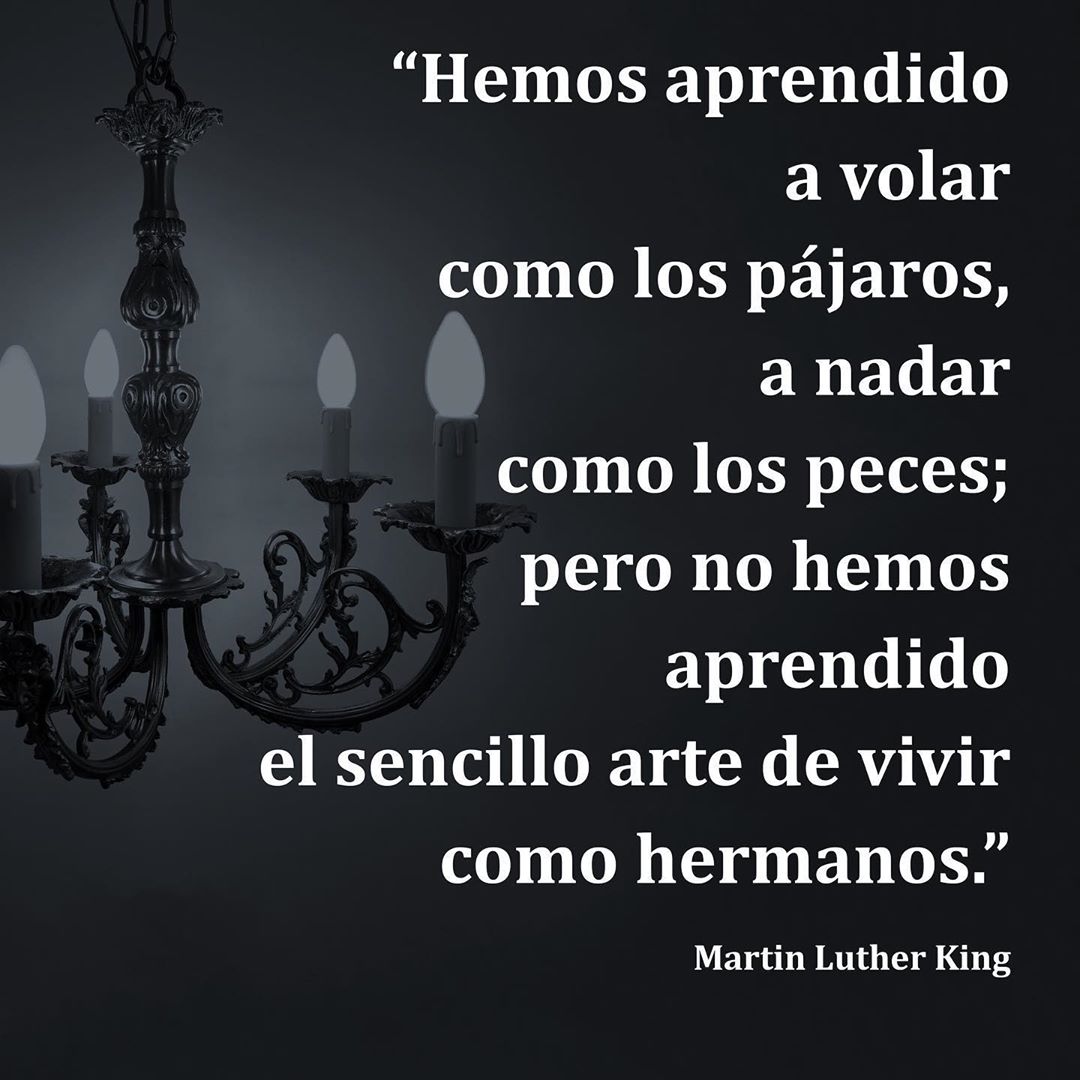 “Hemos aprendido
a volar
como los pájaros,
a nadar
como los peces;
pero no hemos
aprendido
el sencillo arte de vivir
como hermanos.”
Martin Luther King